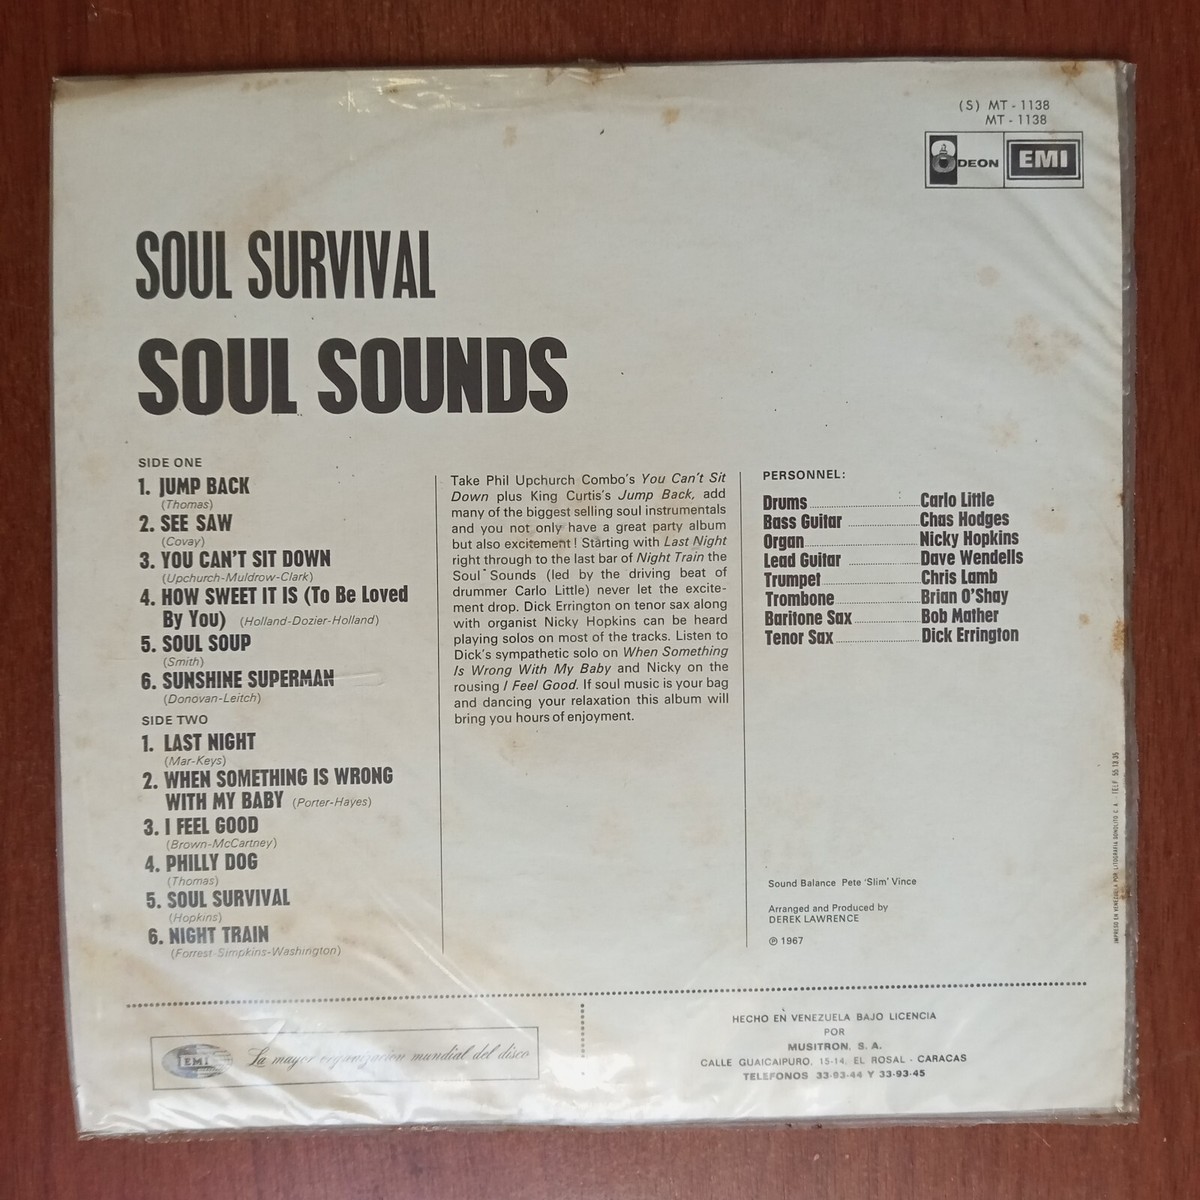 (S) MT - 1138
MT - 1138
ODEON
EMI
SOUL SURVIVAL
SOUL SOUNDS
SIDE ONE
1. JUMP BACK
(Thomas)
2. SEE SAW
(Covay)
3. YOU CAN'T SIT DOWN
(Upchurch-Muldrow-Clark)
4. HOW SWEET IT IS (To Be Loved
By You) (Holland-Dozier-Holland)
5. SOUL SOUP
(Smith)
6. SUNSHINE SUPERMAN
(Donovan-Leitch)
SIDE TWO
1. LAST NIGHT
(Mar-Keys)
2. WHEN SOMETHING IS WRONG
WITH MY BABY (Porter-Hayes)
3. I FEEL GOOD
(Brown-McCartney)
4. PHILLY DOG
(Thomas)
5. SOUL SURVIVAL
(Hopkins)
6. NIGHT TRAIN
(Forrest-Simpkins-Washington)
Take Phil Upchurch Combo's You Can't Sit
Down plus King Curtis's Jump Back, add
many of the biggest selling soul instrumentals
and you not only have a great party album
but also excitement! Starting with Last Night
right through to the last bar of Night Train the
Soul Sounds (led by the driving beat of
drummer Carlo Little) never let the excite-
ment drop. Dick Errington on tenor sax along
with organist Nicky Hopkins can be heard
playing solos on most of the tracks. Listen to
Dick's sympathetic solo on When Something
Is Wrong With My Baby and Nicky on the
rousing I Feel Good. If soul music is your bag
and dancing your relaxation this album will
bring you hours of enjoyment.
PERSONNEL:
Drums Carlo Little
Bass Guitar Chas Hodges
Organ Nicky Hopkins
Lead Guitar Dave Wendells
Trumpet Chris Lamb
Trombone Brian O'Shay
Baritone Sax Bob Mather
Tenor Sax Dick Errington
Sound Balance Pete 'Slim' Vince
Arranged and Produced by
DEREK LAWRENCE
℗ 1967
IMPRESO EN VENEZUELA POR LITOGRAFIA C. A. - TELF. 55.13.35
EMI
La mayor organizacion mundial del disco
HECHO EN VENEZUELA BAJO LICENCIA
POR
MUSITRON, S. A.
CALLE GUAICAIPURO, 15-14, EL ROSAL - CARACAS
TELEFONOS 33-93-44 Y 33-93-45